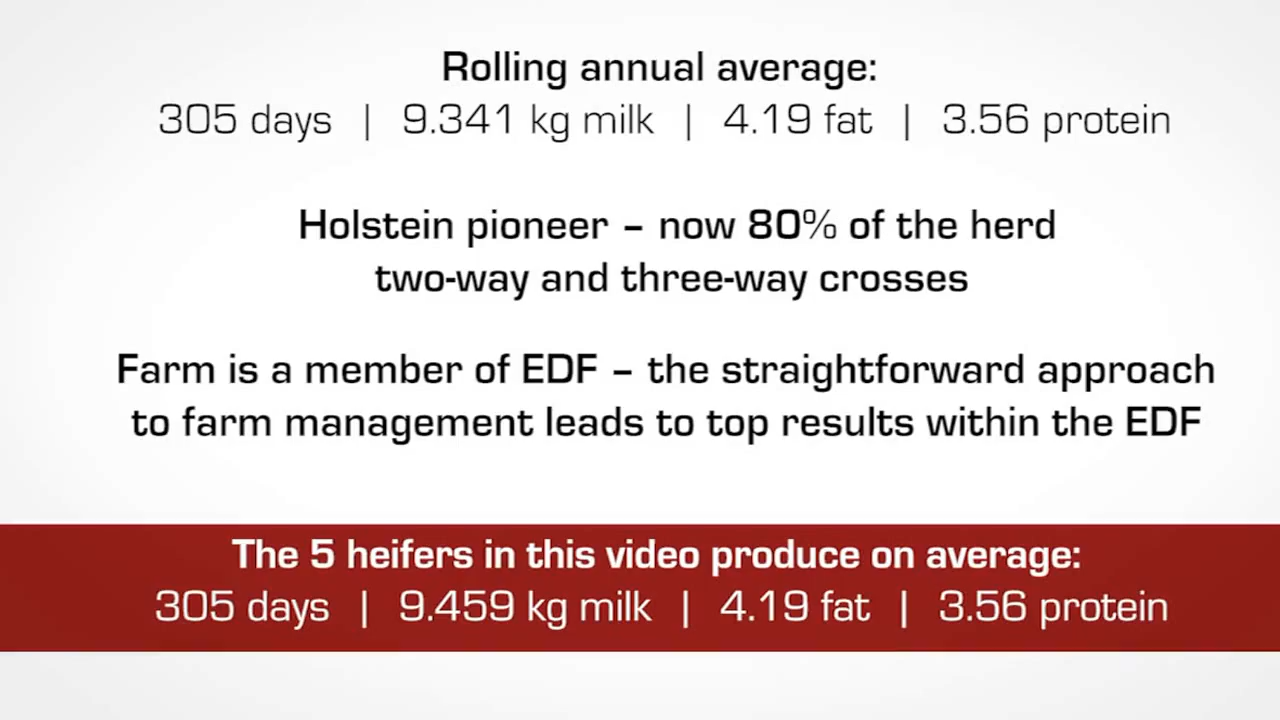 Rolling annual average:
305 days | 9.341 kg milk | 4.19 fat | 3.56 protein
Holstein pioneer – now 80% of the herd
two-way and three-way crosses
Farm is a member of EDF – the straightforward approach
to farm management leads to top results within the EDF
The 5 heifers in this video produce on average:
305 days | 9.459 kg milk | 4.19 fat | 3.56 protein